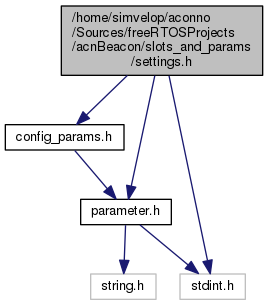 /home/simvelop/aconno
/Sources/freeRTOSProjects
/acnBeacon/slots_and_params
/settings.h
config_params.h
parameter.h
string.h
stdint.h